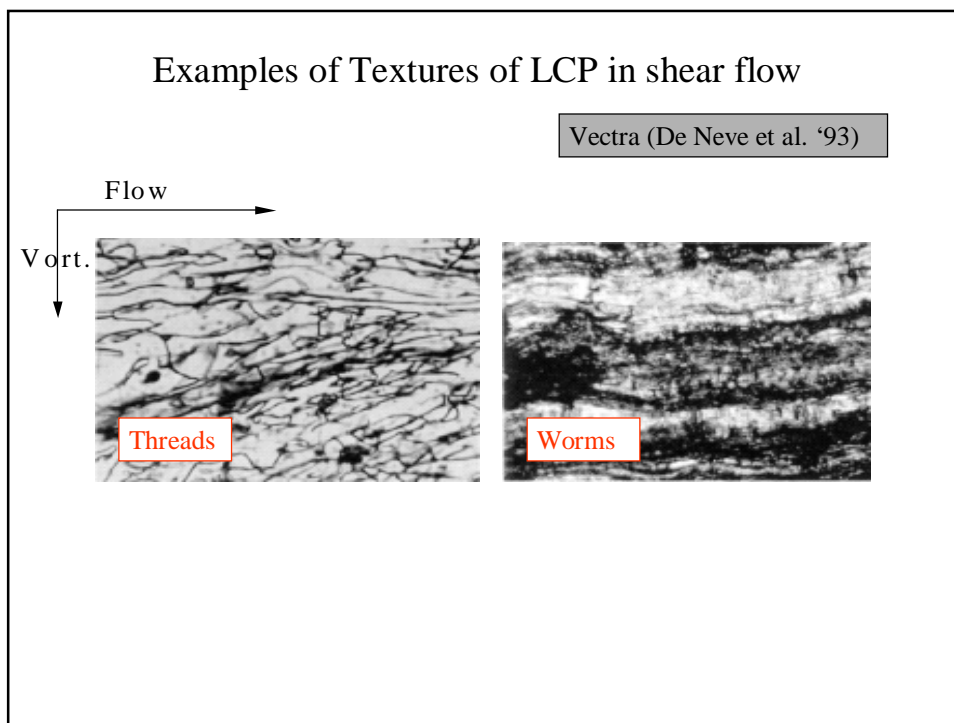 Examples of Textures of LCP in shear flow
Vectra (De Neve et al. ‘93)
Flow
Vort.
Threads
Worms